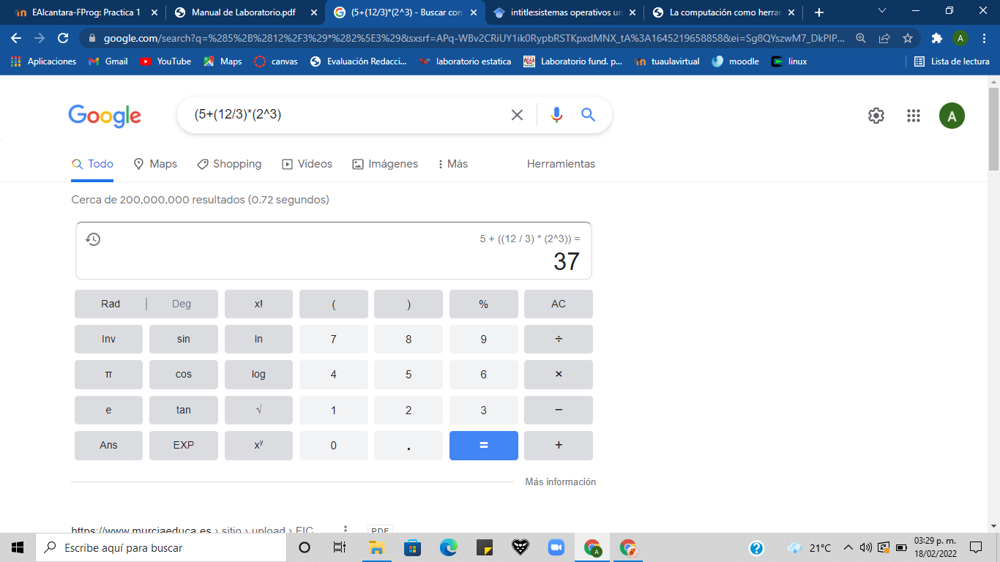 EAlcantara-FProg: Practica 1
Manual de Laboratorio.pdf
(5+(12/3)*(2^3) - Buscar con
intitle:sistemas operativos un
La computación como herrar
google.com/search?q=%285%2B%2812%2F3%29*%282%5E3%29&sxsrf=APq-WBv2CRiUY1ik0RypbRSTKpxdMNX_tA%3A1645219658858&ei=Sg8QYszwM7_DkPIP...
A
Aplicaciones
Gmail
YouTube
Maps
canvas
Evaluación Redacci...
laboratorio estatica
Laboratorio fund. p...
tuaulavirtual
moodle
linux
Lista de lectura
Google
(5+(12/3)*(2^3)
A
Todo
Maps
Shopping
Vídeos
Imágenes
Más
Herramientas
Cerca de 200,000,000 resultados (0.72 segundos)
5 + ((12 / 3) * (2^3)) =
37
Rad | Deg x! ( ) % AC
Inv sin ln 7 8 9 ÷
π cos log 4 5 6 ×
e tan √ 1 2 3 −
Ans EXP xʸ 0 . = +
Más información
https://www.murciaeduca.es › sitio › upload › EJC
PDF
Escribe aquí para buscar
21°C
03:29 p. m.
18/02/2022